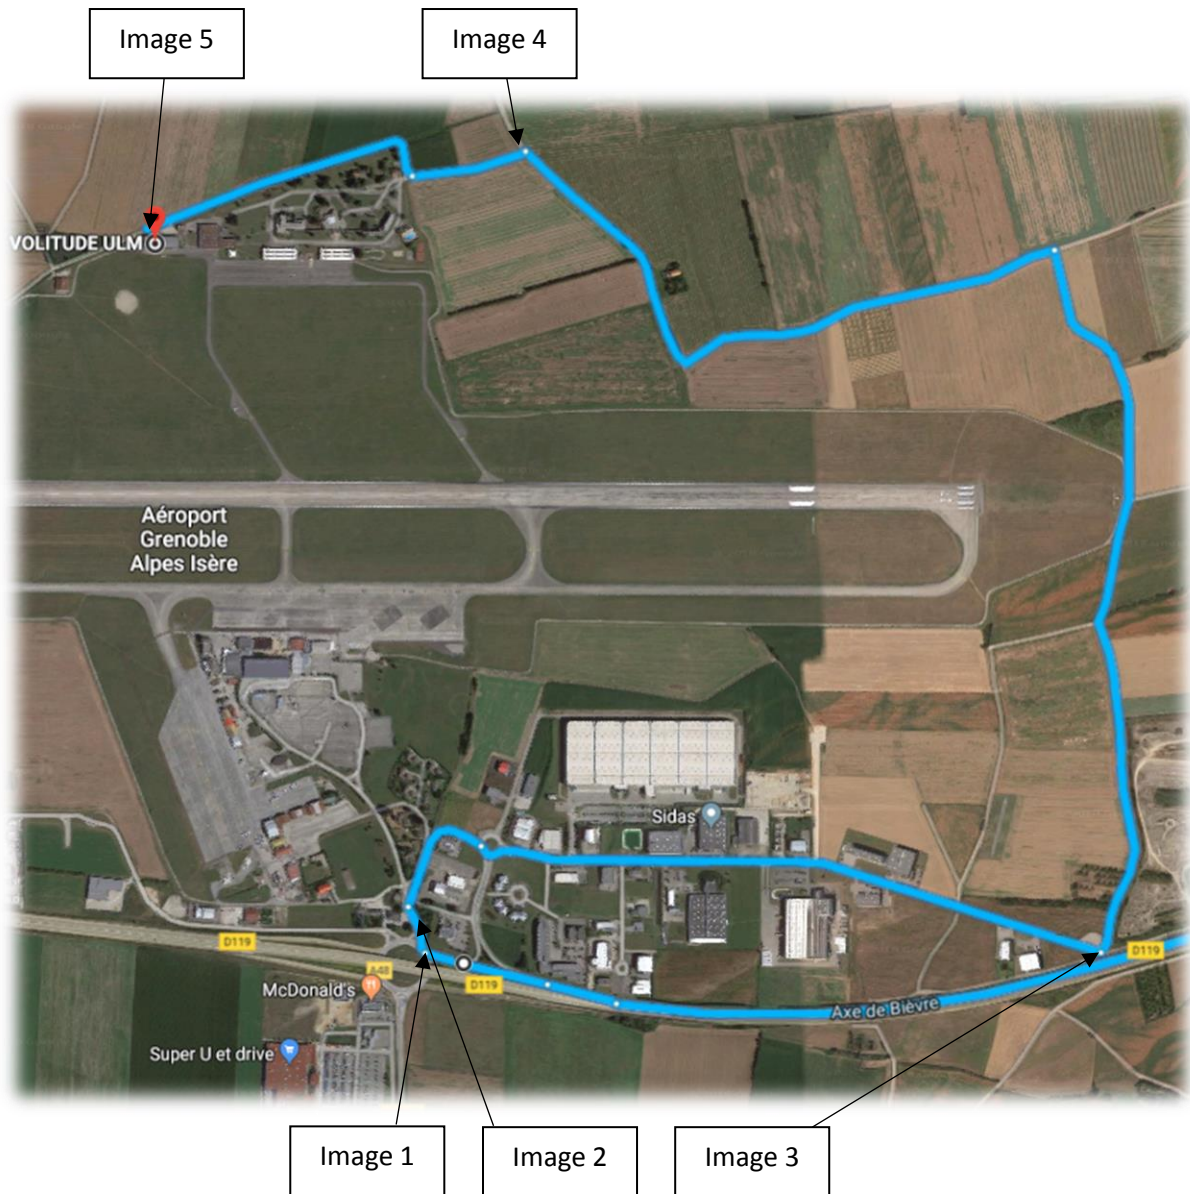 Image 5
Image 4
VOLITUDE ULM
Aéroport
Grenoble
Alpes Isère
Sidas
D119
A48
D119
D119
McDonald's
Axe de Bièvre
Super U et drive
Image 1
Image 2
Image 3